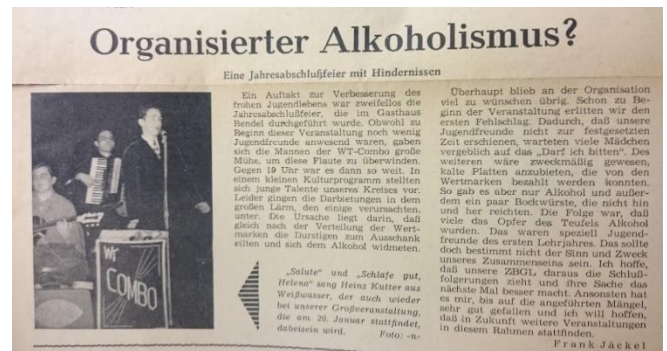 Organisierter Alkoholismus?
Eine Jahresabschlußfeier mit Hindernissen
Ein Auftakt zur Verbesserung des
frohen Jugendlebens war zweifellos die
Jahresabschlußfeier, die im Gasthaus
Bendel durchgeführt wurde. Obwohl zu
Beginn dieser Veranstaltung noch wenig
Jugendfreunde anwesend waren, gaben
sich die Mannen der WT-Combo große
Mühe, um diese Flaute zu überwinden.
Gegen 19 Uhr war es dann so weit. In
einem kleinen Kulturprogramm stellten
sich junge Talente unseres Kreises vor.
Leider gingen die Darbietungen in dem
großen Lärm, den einige verursachten,
unter. Die Ursache liegt darin, daß
gleich nach der Verteilung der Wert-
marken die Durstigen zum Ausschank
eilten und sich dem Alkohol widmeten.
WT
COMBO
„Salute" und „Schlafe gut,
Helena" sang Heinz Kutter aus
Weißwasser, der auch wieder
bei unserer Großveranstaltung,
die am 20. Januar stattfindet,
dabeisein wird. Foto: -n-
Überhaupt blieb an der Organisation
viel zu wünschen übrig. Schon zu Be-
ginn der Veranstaltung erlitten wir den
ersten Fehlschlag. Dadurch, daß unsere
Jugendfreunde nicht zur festgesetzten
Zeit erschienen, warteten viele Mädchen
vergeblich auf das „Darf ich bitten". Des
weiteren wäre zweckmäßig gewesen,
kalte Platten anzubieten, die von den
Wertmarken bezahlt werden konnten.
So gab es aber nur Alkohol und außer-
dem ein paar Bockwürste, die nicht hin
und her reichten. Die Folge war, daß
viele das Opfer des Teufels Alkohol
wurden. Das waren speziell Jugend-
freunde des ersten Lehrjahres. Das sollte
doch bestimmt nicht der Sinn und Zweck
unseres Zusammenseins sein. Ich hoffe,
daß unsere ZBGL daraus die Schluß-
folgerungen zieht und ihre Sache das
nächste Mal besser macht. Ansonsten hat
es mir, bis auf die angeführten Mängel,
sehr gut gefallen und ich will hoffen,
daß in Zukunft weitere Veranstaltungen
in diesem Rahmen stattfinden.
Frank Jäckel